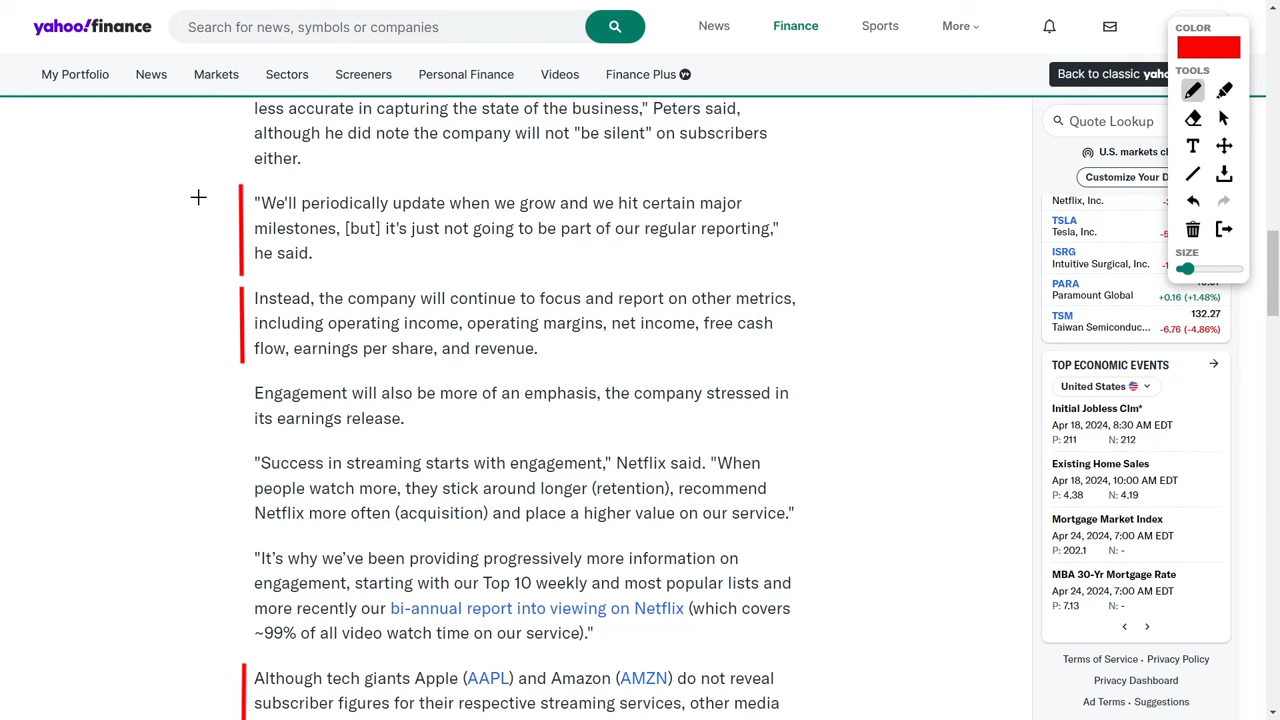 yahoo!finance
Search for news, symbols or companies
News
Finance
Sports
More
COLOR
TOOLS
T
SIZE
My Portfolio
News
Markets
Sectors
Screeners
Personal Finance
Videos
Finance Plus
Back to classic
less accurate in capturing the state of the business," Peters said,
although he did note the company will not "be silent" on subscribers
either.
"We'll periodically update when we grow and we hit certain major
milestones, [but] it's just not going to be part of our regular reporting,"
he said.
Instead, the company will continue to focus and report on other metrics,
including operating income, operating margins, net income, free cash
flow, earnings per share, and revenue.
Engagement will also be more of an emphasis, the company stressed in
its earnings release.
"Success in streaming starts with engagement," Netflix said. "When
people watch more, they stick around longer (retention), recommend
Netflix more often (acquisition) and place a higher value on our service."
"It's why we've been providing progressively more information on
engagement, starting with our Top 10 weekly and most popular lists and
more recently our bi-annual report into viewing on Netflix (which covers
~99% of all video watch time on our service)."
Although tech giants Apple (AAPL) and Amazon (AMZN) do not reveal
subscriber figures for their respective streaming services, other media
Quote Lookup
U.S. markets
Customize Your
Netflix, Inc.
TSLA
Tesla, Inc.
ISRG
Intuitive Surgical, Inc.
PARA
Paramount Global +0.16 (+1.48%)
TSM 132.27
Taiwan Semiconduc... -6.76 (-4.86%)
TOP ECONOMIC EVENTS
United States
Initial Jobless Clm*
Apr 18, 2024, 8:30 AM EDT
P: 211 N: 212
Existing Home Sales
Apr 18, 2024, 10:00 AM EDT
P: 4.38 N: 4.19
Mortgage Market Index
Apr 24, 2024, 7:00 AM EDT
P: 202.1 N: -
MBA 30-Yr Mortgage Rate
Apr 24, 2024, 7:00 AM EDT
P: 7.13 N: -
Terms of Service • Privacy Policy
Privacy Dashboard
Ad Terms • Suggestions